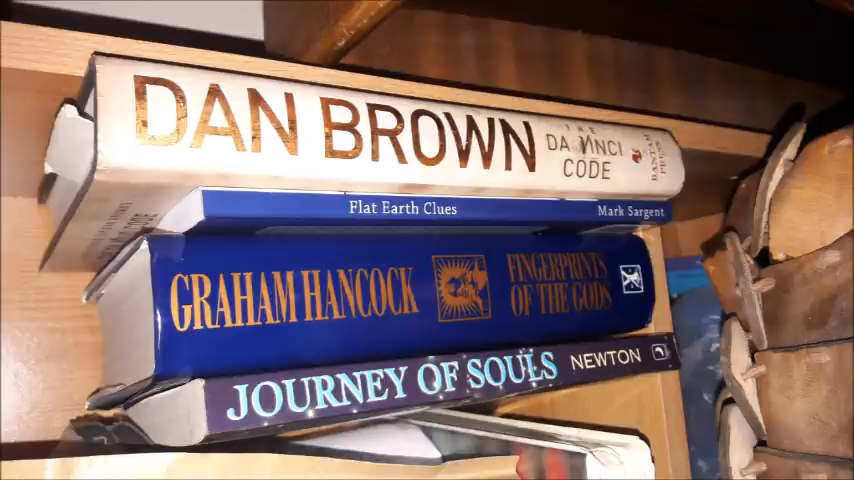 DAN BROWN
THE
DA VINCI
CODE
BANTAM
PRESS
Flat Earth Clues
Mark Sargent
GRAHAM HANCOCK
FINGERPRINTS
OF THE GODS
JOURNEY OF SOULS
NEWTON